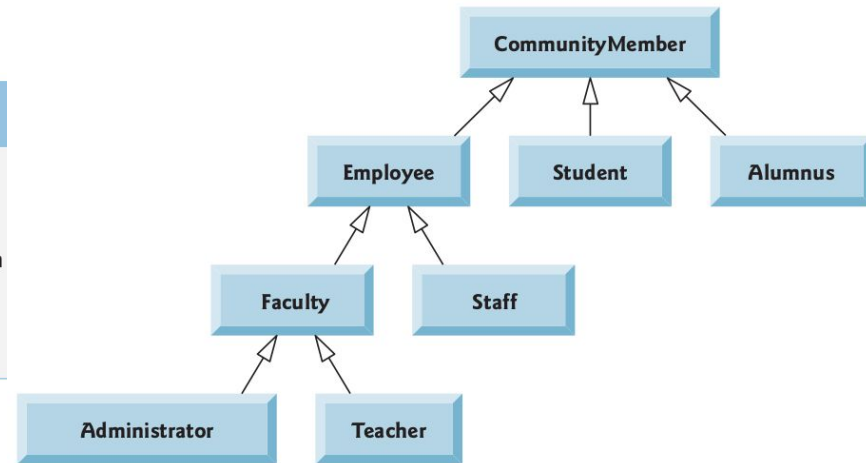 CommunityMember
Employee
Student
Alumnus
Faculty
Staff
Administrator
Teacher